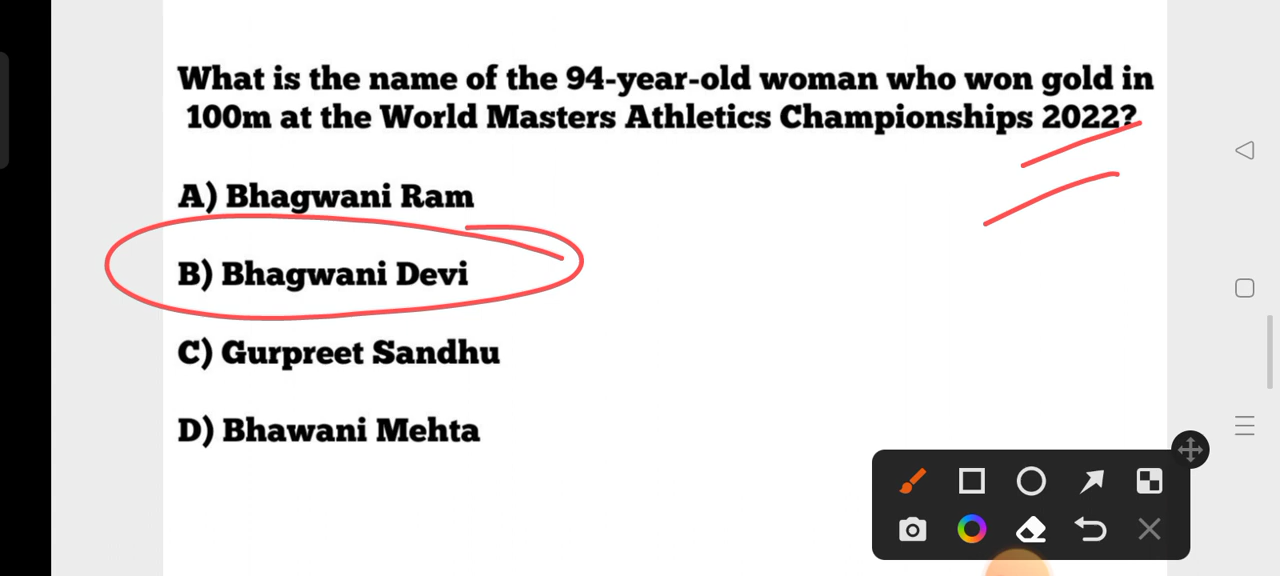 What is the name of the 94-year-old woman who won gold in
100m at the World Masters Athletics Championships 2022?
A) Bhagwani Ram
B) Bhagwani Devi
C) Gurpreet Sandhu
D) Bhawani Mehta